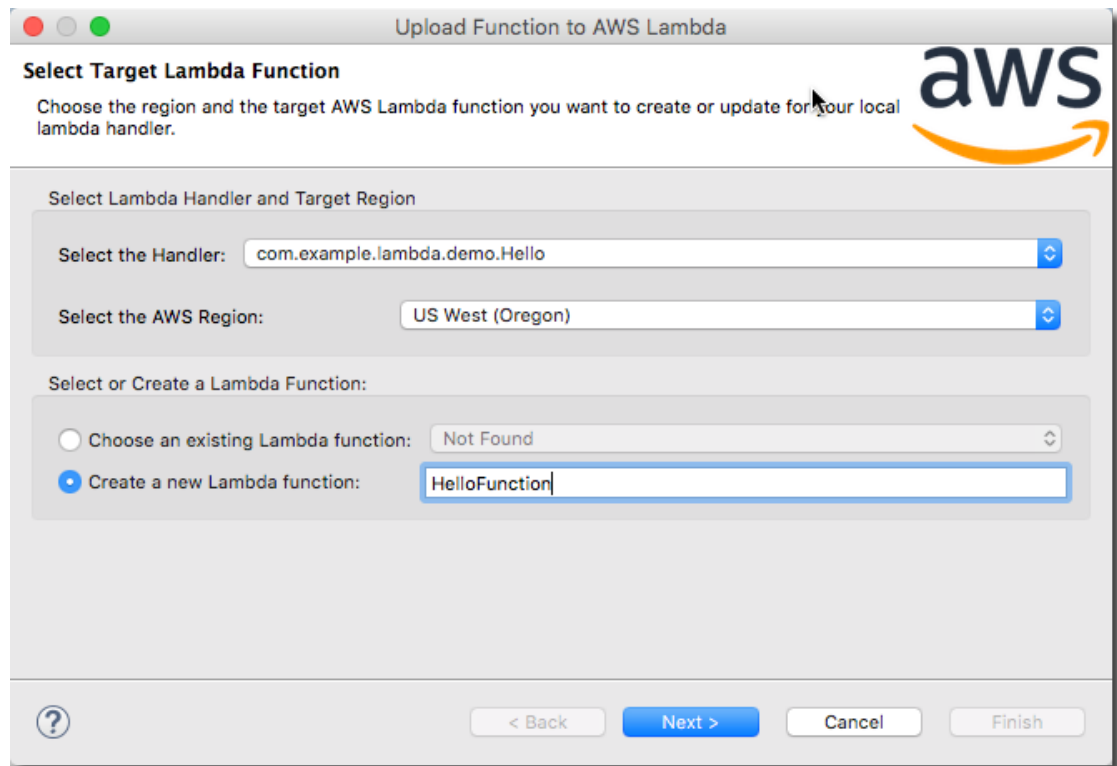 Upload Function to AWS Lambda
Select Target Lambda Function
aws
Choose the region and the target AWS Lambda function you want to create or update for your local
lambda handler.
Select Lambda Handler and Target Region
Select the Handler: com.example.lambda.demo.Hello
Select the AWS Region: US West (Oregon)
Select or Create a Lambda Function:
Choose an existing Lambda function: Not Found
Create a new Lambda function: HelloFunction
? < Back Next > Cancel Finish